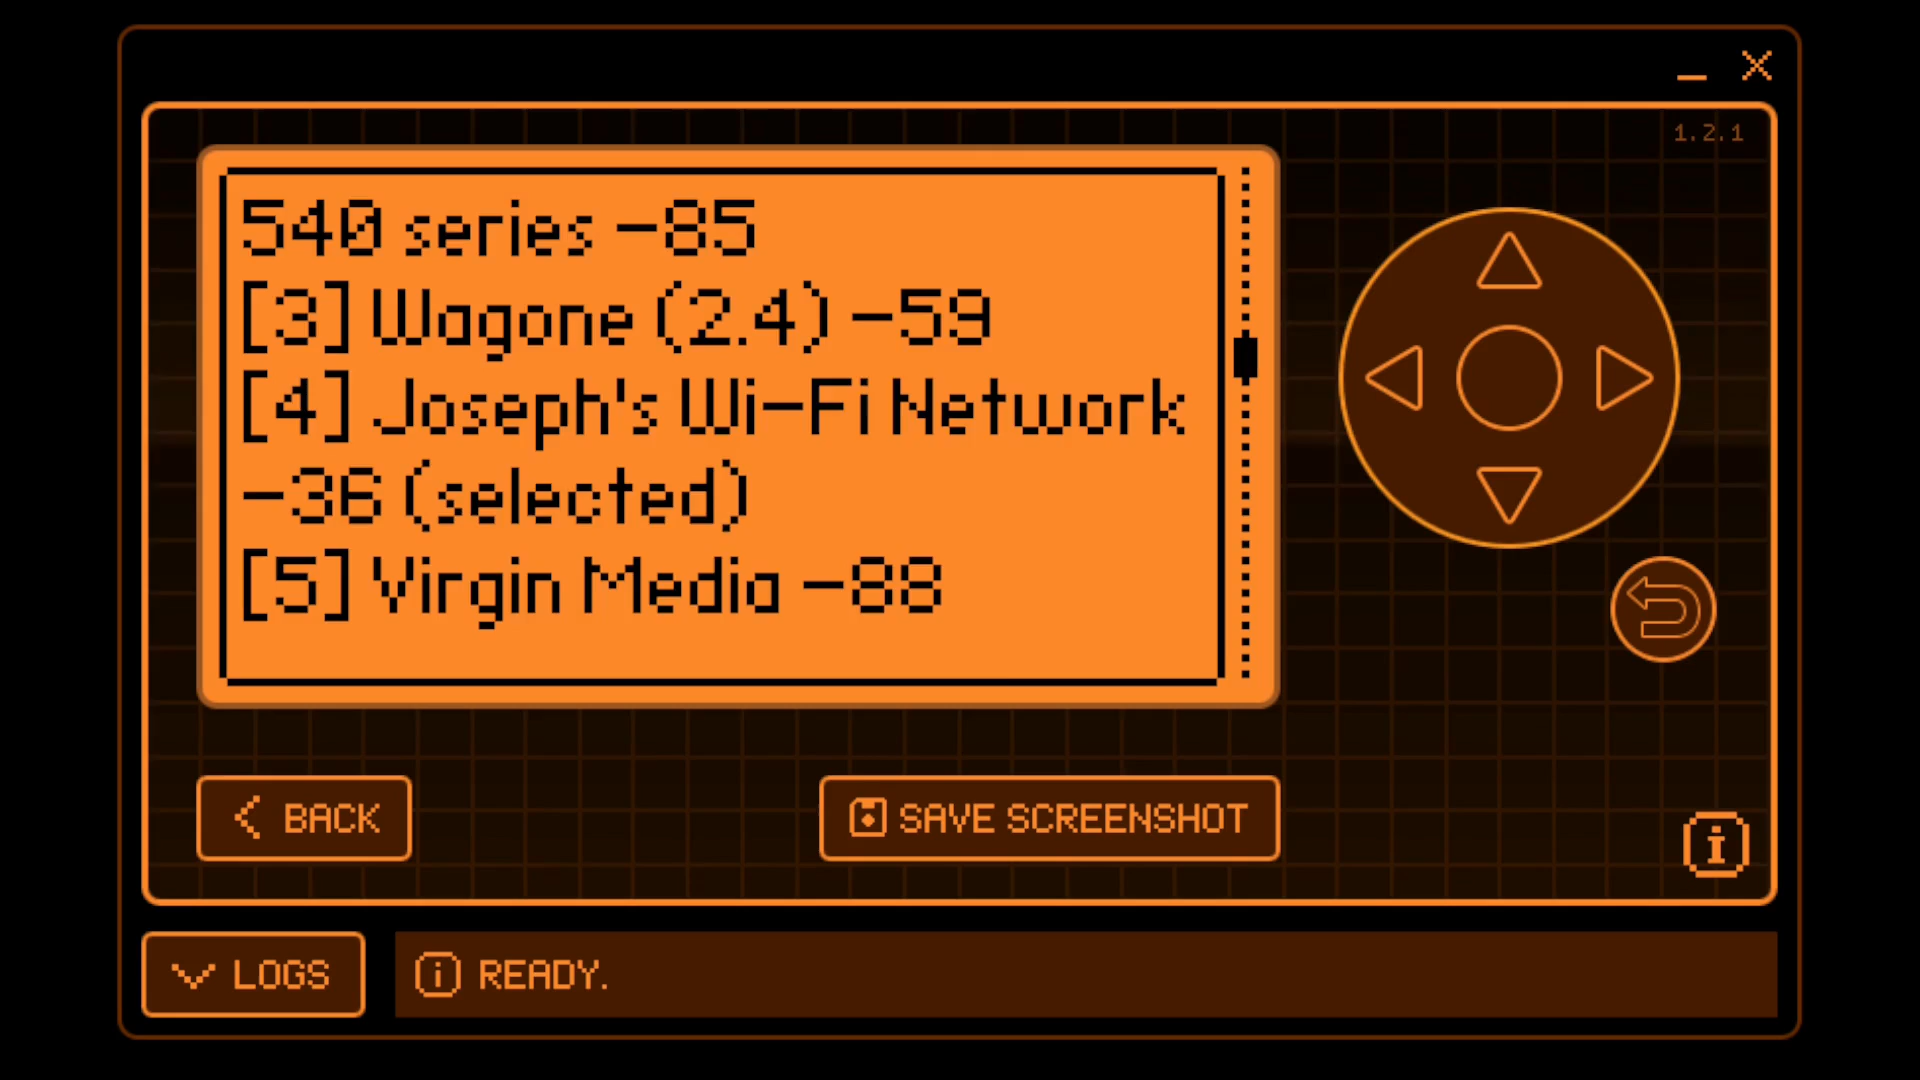 1.2.1
540 series -85
[3] Wagone (2.4) -59
[4] Joseph's Wi-Fi Network
-36 (selected)
[5] Virgin Media -88
BACK
SAVE SCREENSHOT
LOGS
READY.